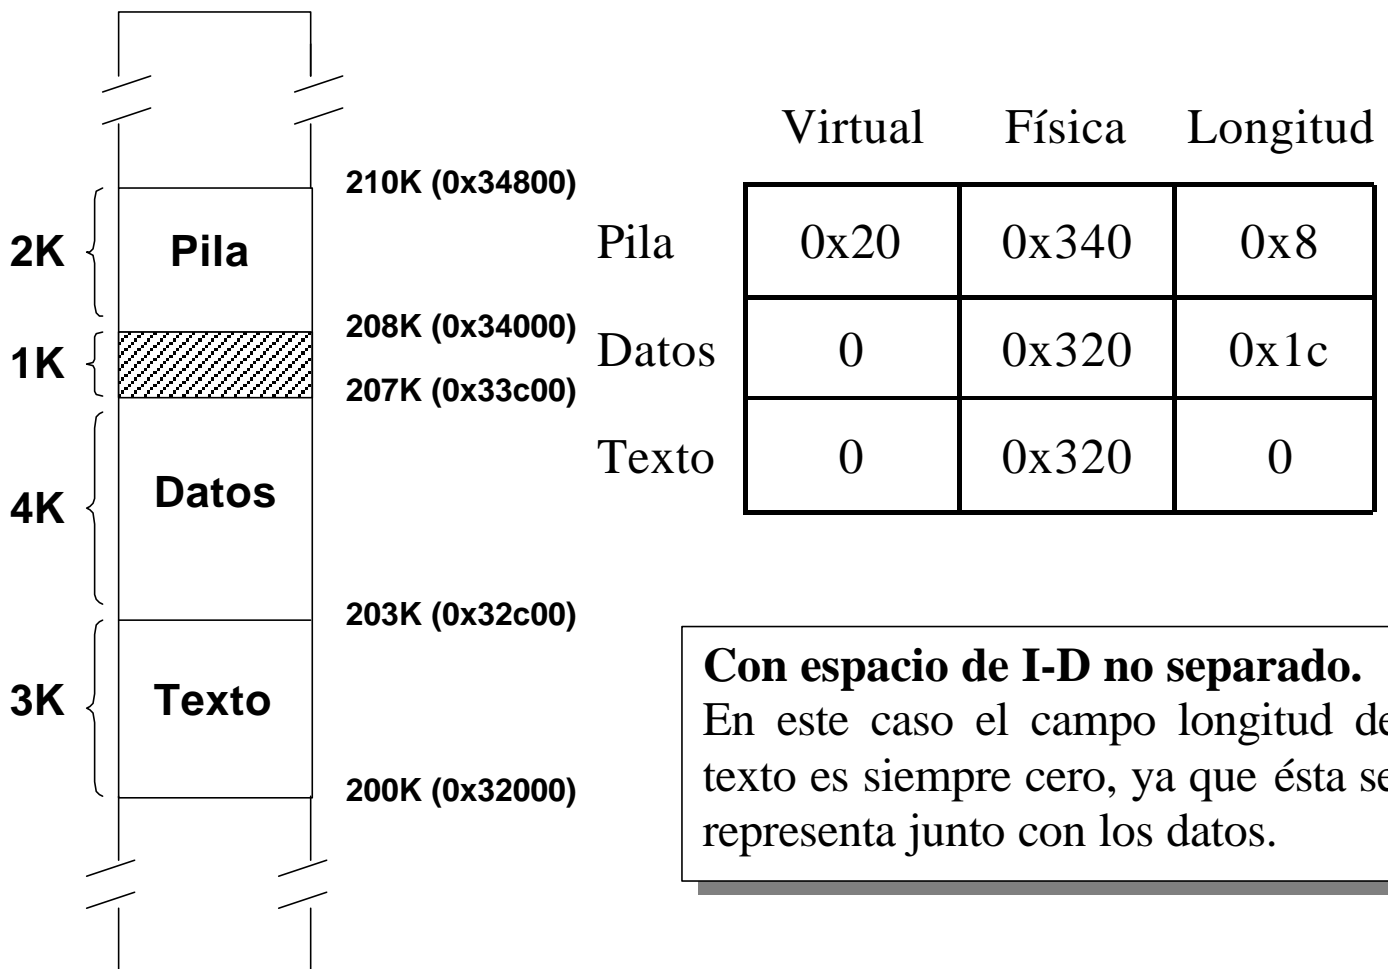 210K (0x34800)
2K
Pila
208K (0x34000)
1K
207K (0x33c00)
4K
Datos
203K (0x32c00)
3K
Texto
200K (0x32000)
Virtual Física Longitud
Pila 0x20 0x340 0x8
Datos 0 0x320 0x1c
Texto 0 0x320 0
Con espacio de I-D no separado.
En este caso el campo longitud de
texto es siempre cero, ya que ésta se
representa junto con los datos.